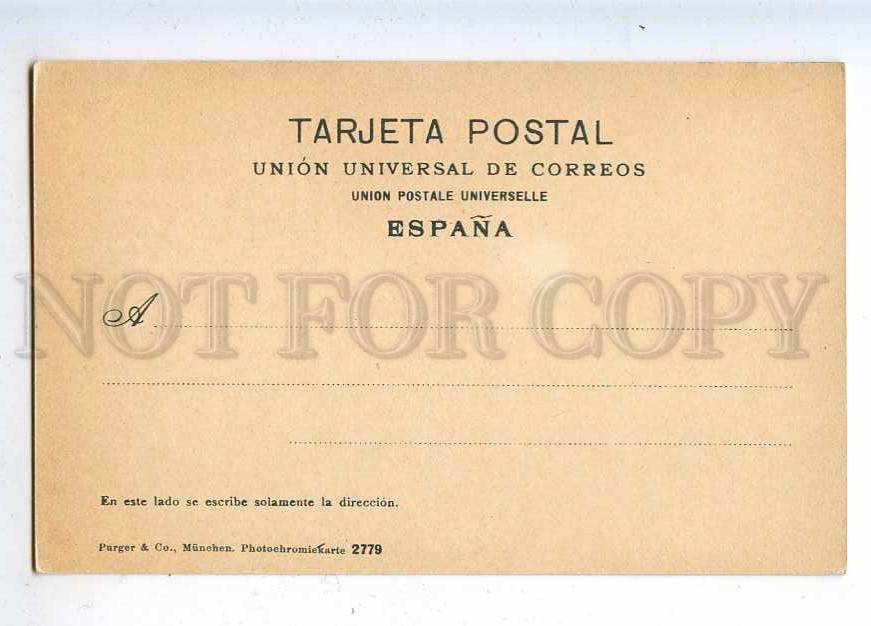 TARJETA POSTAL
UNIÓN UNIVERSAL DE CORREOS
UNION POSTALE UNIVERSELLE
ESPAÑA
NOT FOR COPY
A
En este lado se escribe solamente la dirección.
Purger & Co., München. Photochromiekarte 2779